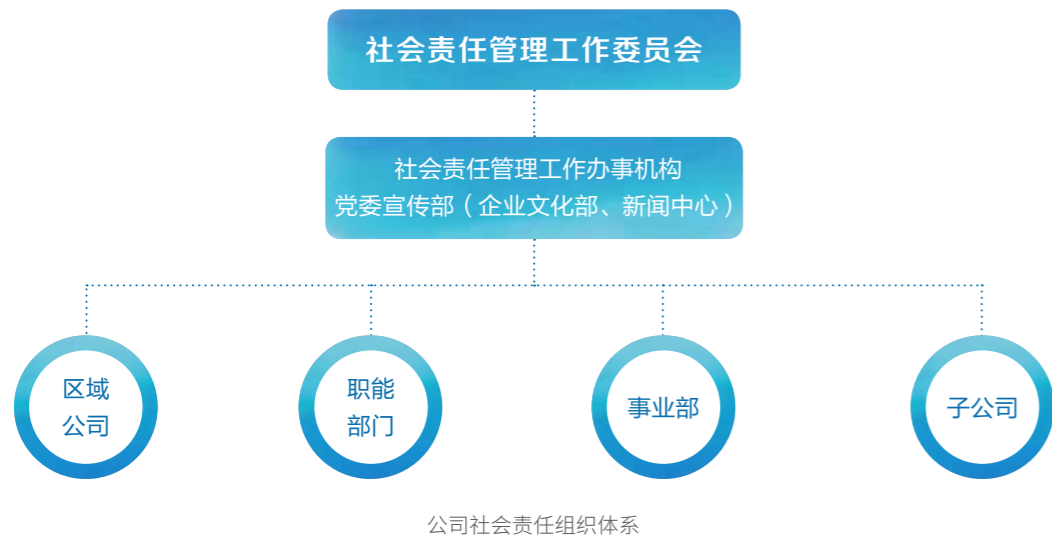 社会责任管理工作委员会
社会责任管理工作办事机构
党委宣传部（企业文化部、新闻中心）
区域
公司
职能
部门
事业部
子公司
公司社会责任组织体系